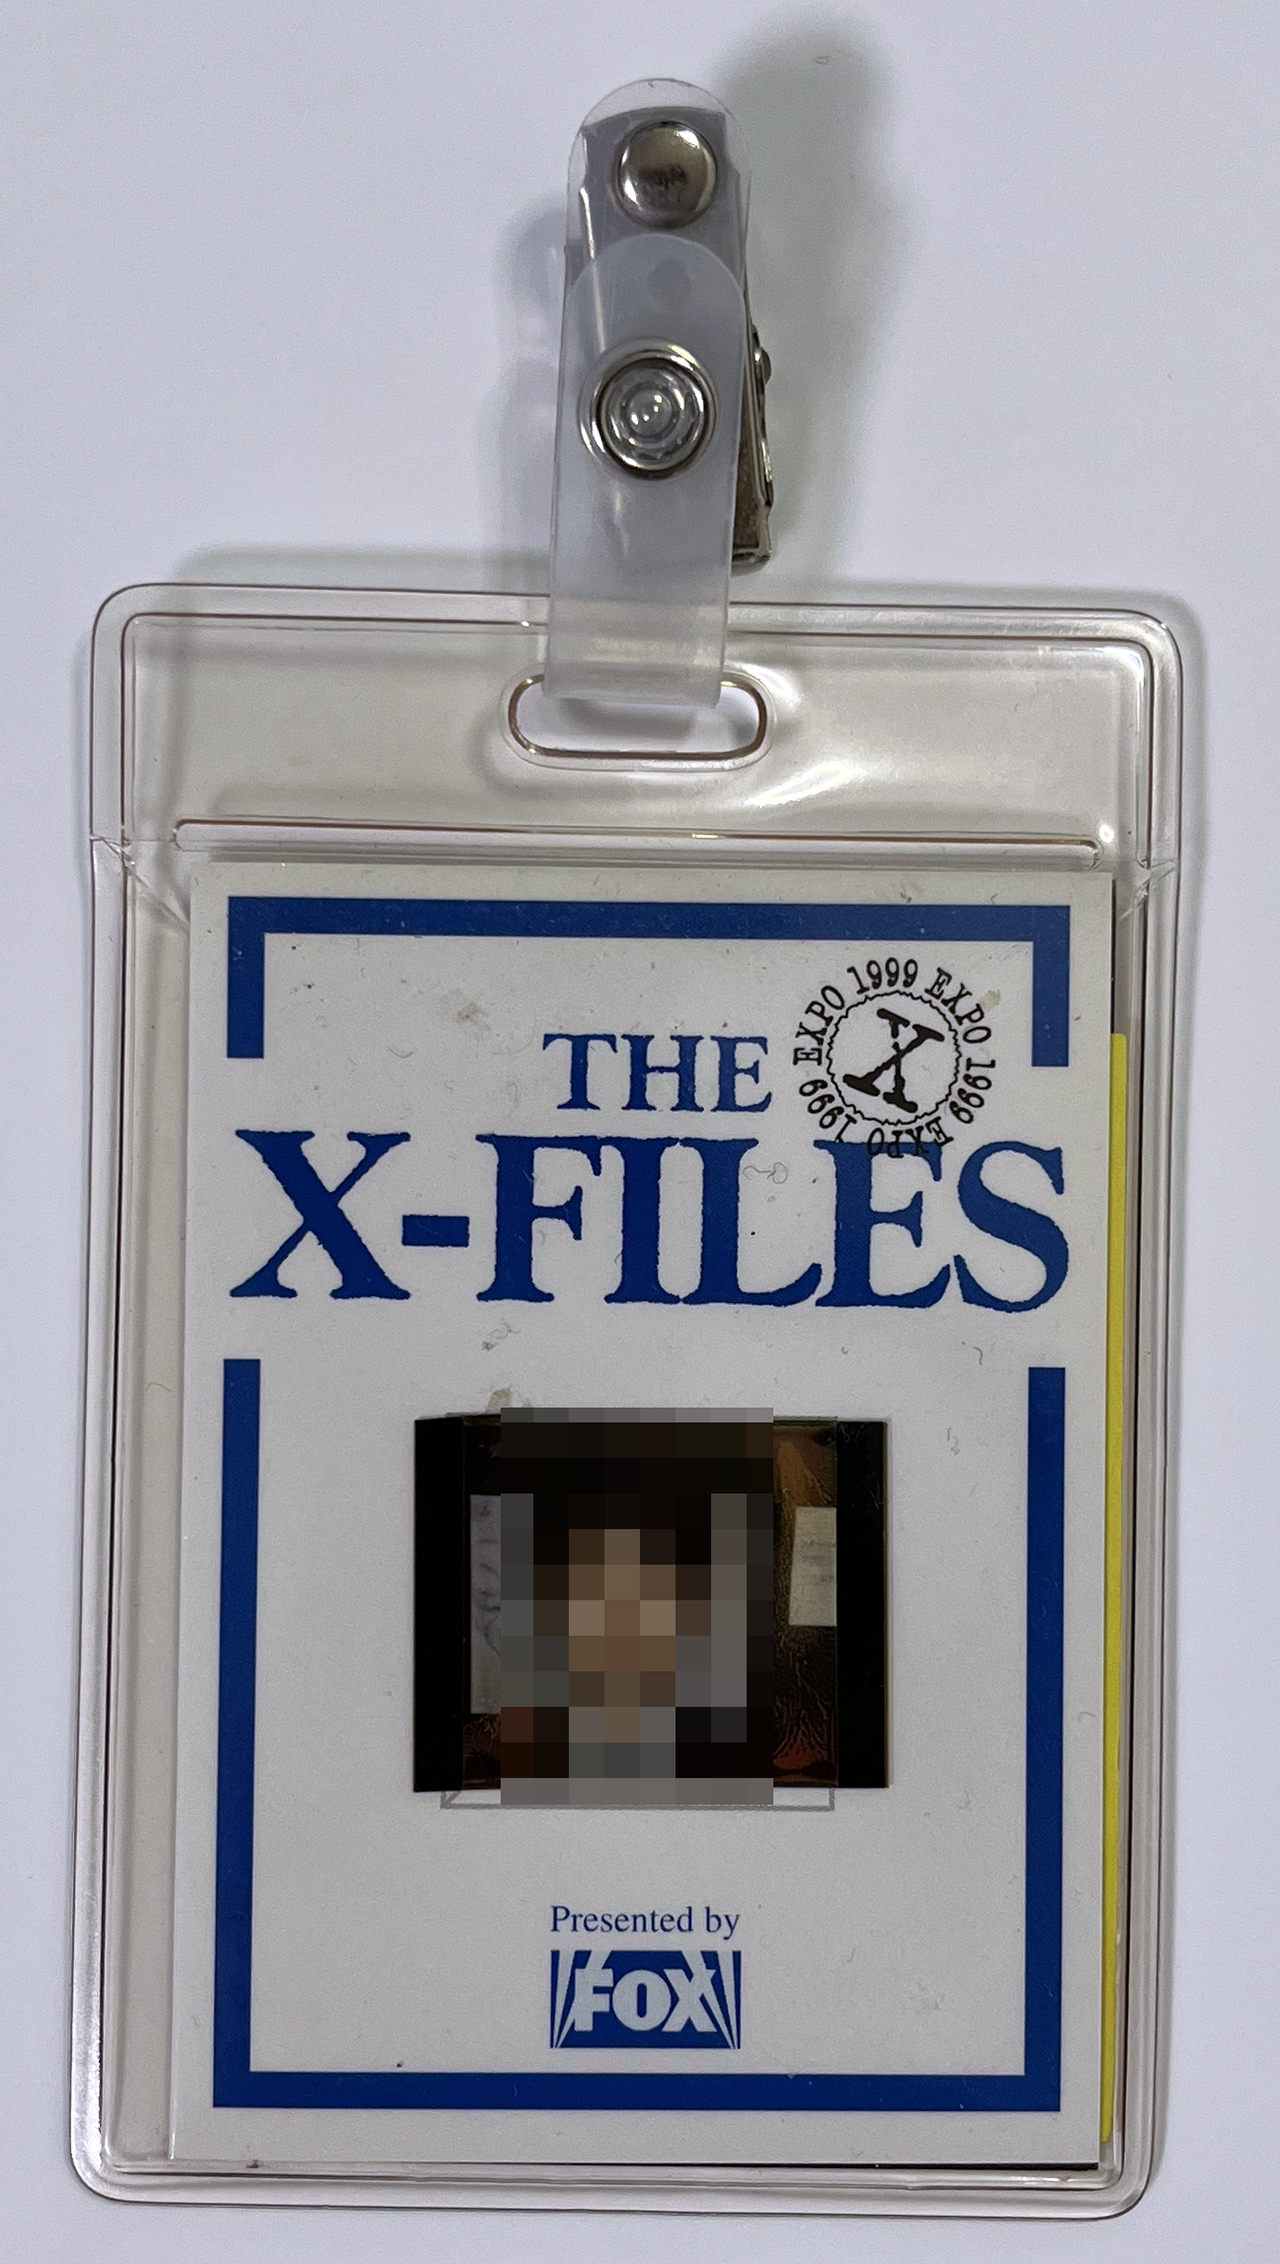 EXPO 1999 EXPO 1999 EXPO 1999
X
THE
X-FILES
Presented by
FOX